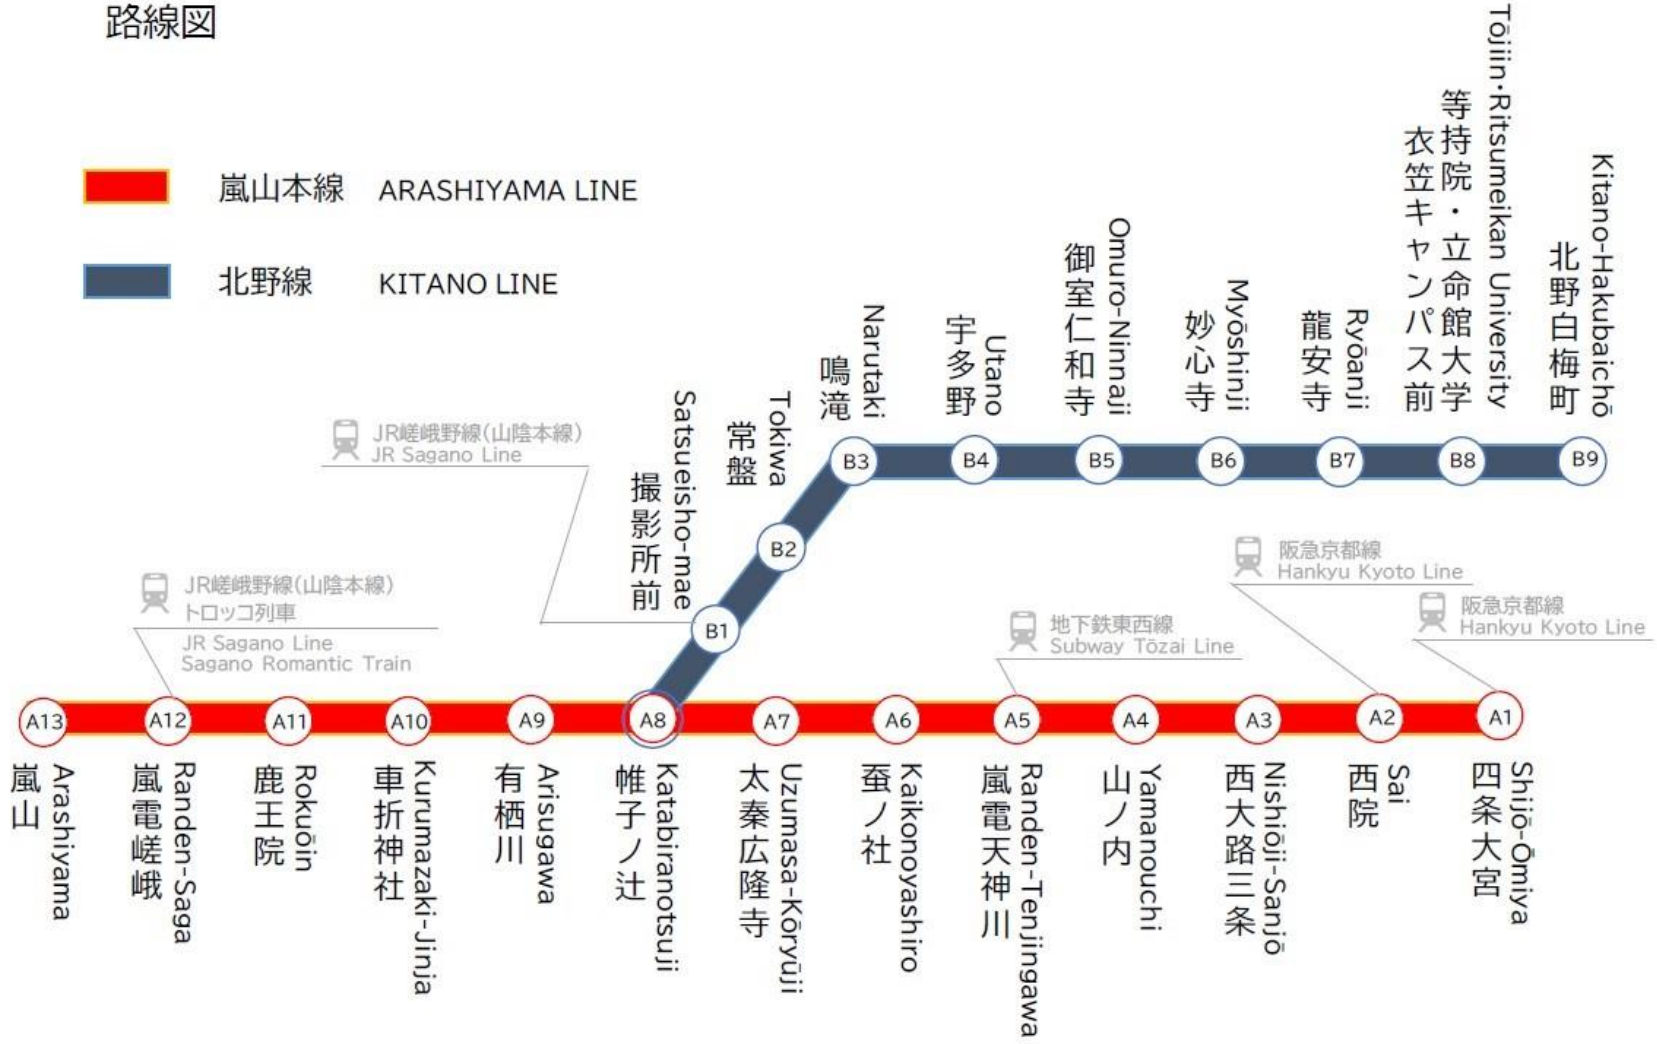 路線図
嵐山本線 ARASHIYAMA LINE
北野線 KITANO LINE
JR嵯峨野線(山陰本線)
JR Sagano Line
JR嵯峨野線(山陰本線)
トロッコ列車
JR Sagano Line
Sagano Romantic Train
地下鉄東西線
Subway Tōzai Line
阪急京都線
Hankyu Kyoto Line
阪急京都線
Hankyu Kyoto Line
撮影所前
Satsueisho-mae
常盤
Tokiwa
鳴滝
Narutaki
宇多野
Utano
御室仁和寺
Omuro-Ninnaji
妙心寺
Myōshinji
龍安寺
Ryōanji
等持院・立命館大学
衣笠キャンパス前
Tōjiin･Ritsumeikan University
北野白梅町
Kitano-Hakubaichō
B1
B2
B3
B4
B5
B6
B7
B8
B9
A13
A12
A11
A10
A9
A8
A7
A6
A5
A4
A3
A2
A1
嵐山
Arashiyama
嵐電嵯峨
Randen-Saga
鹿王院
Rokuōin
車折神社
Kurumazaki-Jinja
有栖川
Arisugawa
帷子ノ辻
Katabiranotsuji
太秦広隆寺
Uzumasa-Kōryūji
蚕ノ社
Kaikonoyashiro
嵐電天神川
Randen-Tenjingawa
山ノ内
Yamanouchi
西大路三条
Nishiōji-Sanjō
西院
Sai
四条大宮
Shijō-Ōmiya